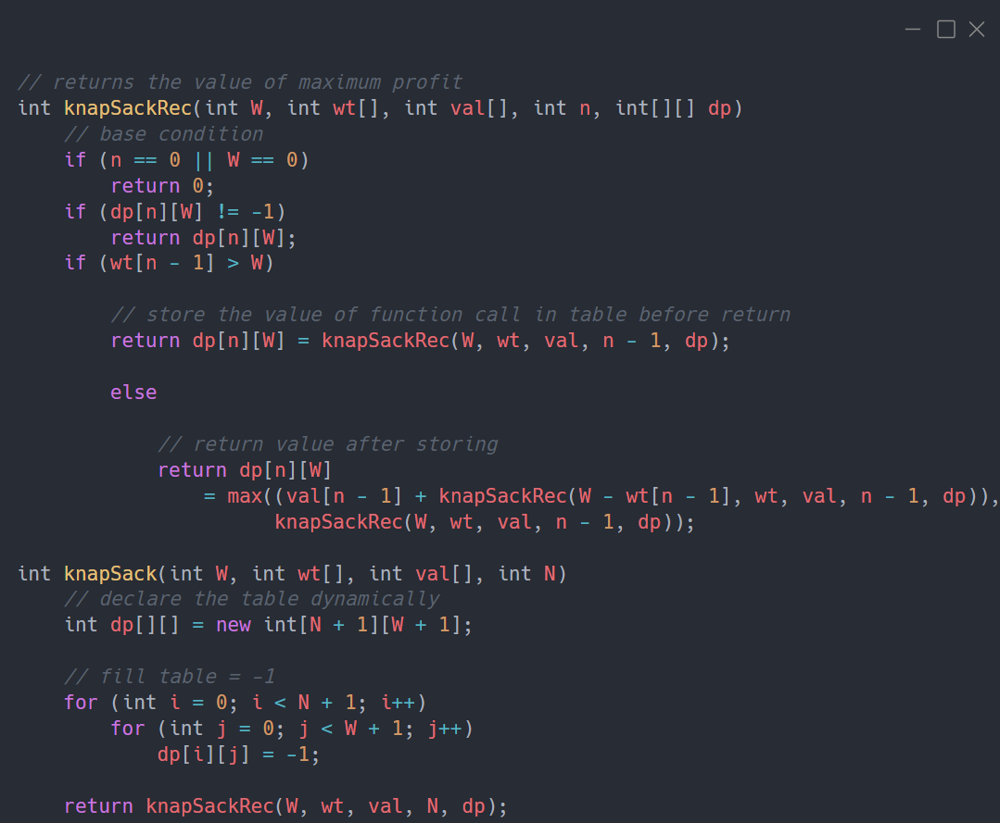 // returns the value of maximum profit
int knapSackRec(int W, int wt[], int val[], int n, int[][] dp)
    // base condition
    if (n == 0 || W == 0)
        return 0;
    if (dp[n][W] != -1)
        return dp[n][W];
    if (wt[n - 1] > W)

        // store the value of function call in table before return
        return dp[n][W] = knapSackRec(W, wt, val, n - 1, dp);

        else

            // return value after storing
            return dp[n][W]
                = max((val[n - 1] + knapSackRec(W - wt[n - 1], wt, val, n - 1, dp)),
                      knapSackRec(W, wt, val, n - 1, dp));

int knapSack(int W, int wt[], int val[], int N)
    // declare the table dynamically
    int dp[][] = new int[N + 1][W + 1];

    // fill table = -1
    for (int i = 0; i < N + 1; i++)
        for (int j = 0; j < W + 1; j++)
            dp[i][j] = -1;

    return knapSackRec(W, wt, val, N, dp);